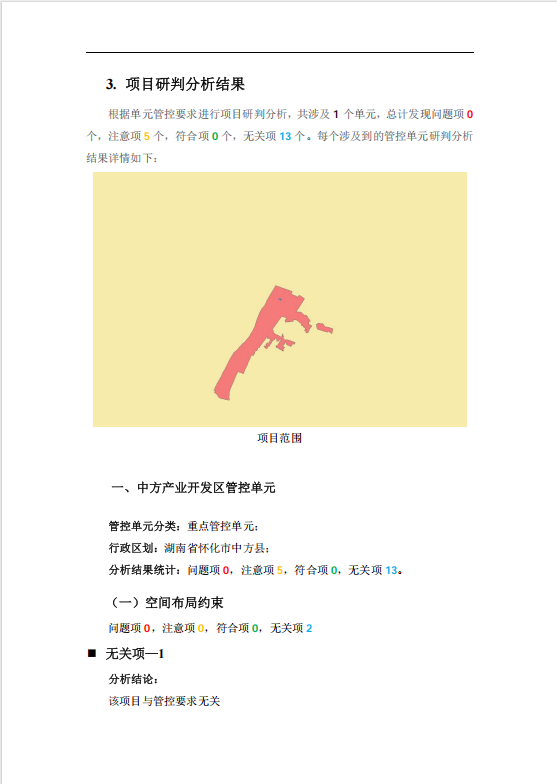 3. 项目研判分析结果
根据单元管控要求进行项目研判分析，共涉及 1 个单元，总计发现问题项 0
个，注意项 5 个，符合项 0 个，无关项 13 个。每个涉及到的管控单元研判分析
结果详情如下：
项目范围
一、中方产业开发区管控单元
管控单元分类：重点管控单元；
行政区划：湖南省怀化市中方县；
分析结果统计：问题项 0，注意项 5，符合项 0，无关项 13。
（一）空间布局约束
问题项 0，注意项 0，符合项 0，无关项 2
■ 无关项—1
分析结论：
该项目与管控要求无关